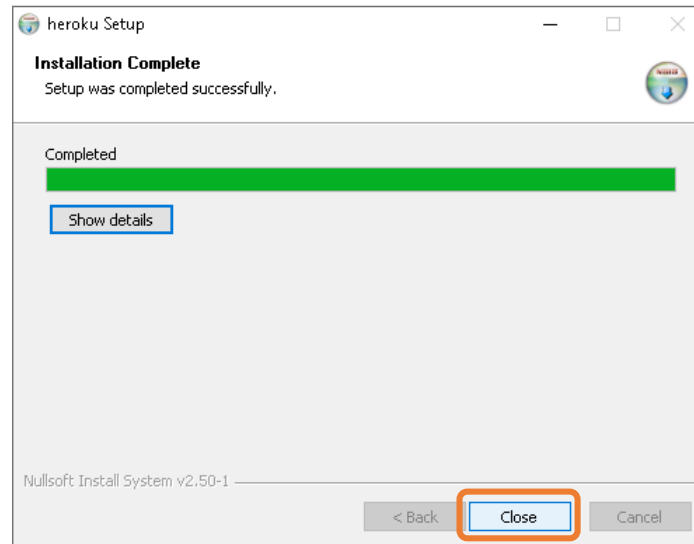 heroku Setup
Installation Complete
Setup was completed successfully.
Completed
Show details
Nullsoft Install System v2.50-1
< Back
Close
Cancel